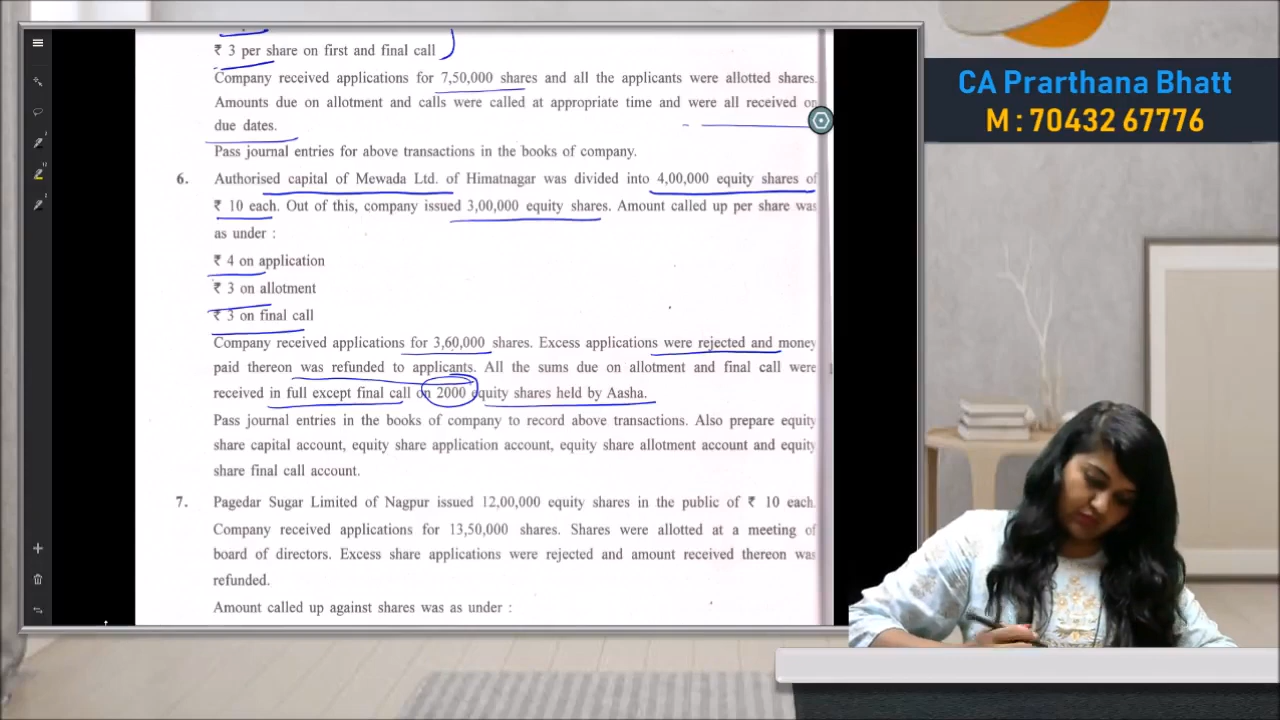 ₹ 3 per share on first and final call
Company received applications for 7,50,000 shares and all the applicants were allotted shares.
Amounts due on allotment and calls were called at appropriate time and were all received on
due dates.
Pass journal entries for above transactions in the books of company.
6. Authorised capital of Mewada Ltd. of Himatnagar was divided into 4,00,000 equity shares of
₹ 10 each. Out of this, company issued 3,00,000 equity shares. Amount called up per share was
as under :
₹ 4 on application
₹ 3 on allotment
₹ 3 on final call
Company received applications for 3,60,000 shares. Excess applications were rejected and money
paid thereon was refunded to applicants. All the sums due on allotment and final call were
received in full except final call on 2000 equity shares held by Aasha.
Pass journal entries in the books of company to record above transactions. Also prepare equity
share capital account, equity share application account, equity share allotment account and equity
share final call account.
7. Pagedar Sugar Limited of Nagpur issued 12,00,000 equity shares in the public of ₹ 10 each.
Company received applications for 13,50,000 shares. Shares were allotted at a meeting of
board of directors. Excess share applications were rejected and amount received thereon was
refunded.
Amount called up against shares was as under :
CA Prarthana Bhatt
M : 70432 67776